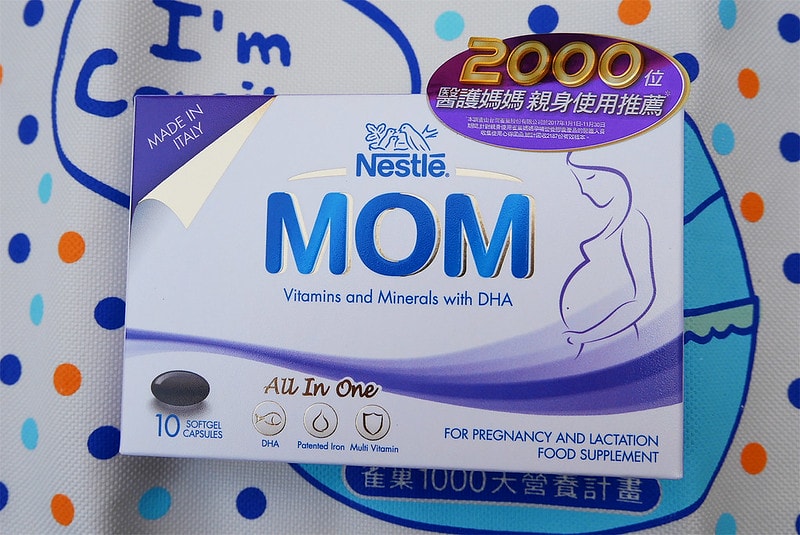 I'm
2000位
醫護媽媽 親身使用推薦※
MADE IN
ITALY
Nestlé®
MOM
Vitamins and Minerals with DHA
All In One
10 SOFTGEL
CAPSULES
DHA
Patented Iron
Multi Vitamin
FOR PREGNANCY AND LACTATION
FOOD SUPPLEMENT
雀巢1000天營養計畫